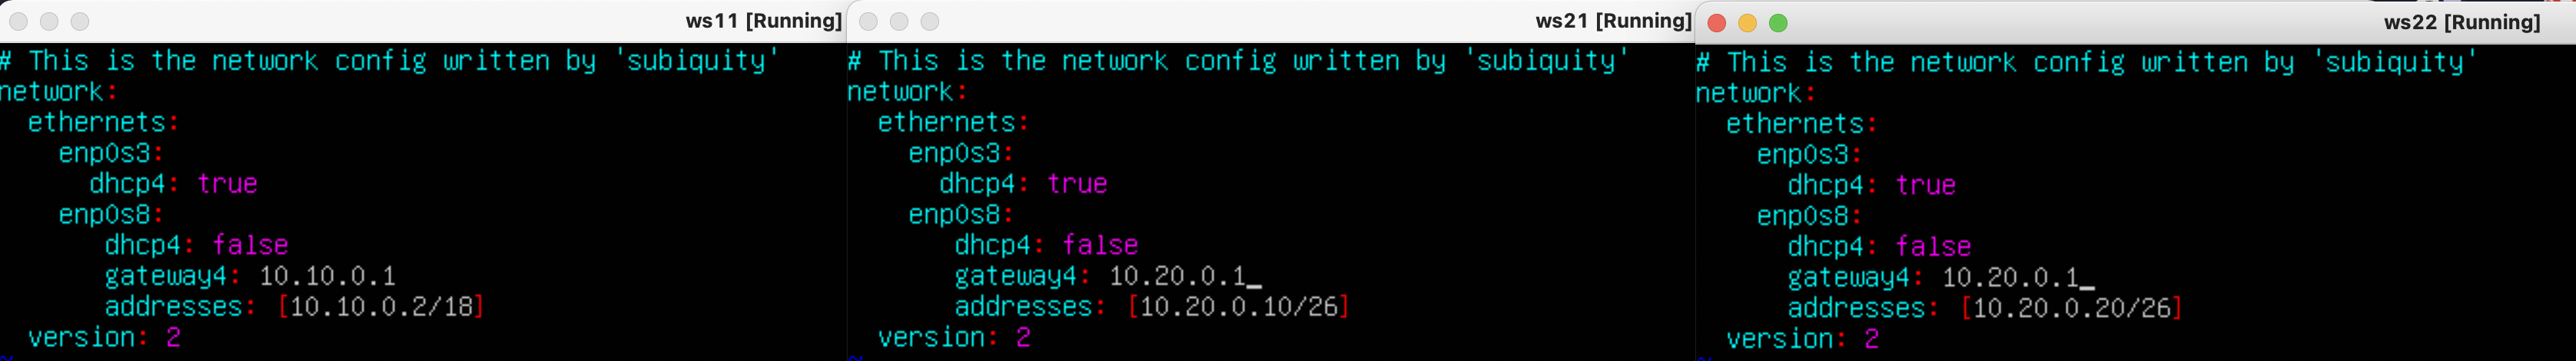 ws11 [Running]
# This is the network config written by 'subiquity'
network:
  ethernets:
    enp0s3:
      dhcp4: true
    enp0s8:
       dhcp4: false
       gateway4: 10.10.0.1
       addresses: [10.10.0.2/18]
  version: 2
~
ws21 [Running]
# This is the network config written by 'subiquity'
network:
  ethernets:
    enp0s3:
      dhcp4: true
    enp0s8:
       dhcp4: false
       gateway4: 10.20.0.1_
       addresses: [10.20.0.10/26]
  version: 2
~
ws22 [Running]
# This is the network config written by 'subiquity'
network:
  ethernets:
    enp0s3:
      dhcp4: true
    enp0s8:
      dhcp4: false
      gateway4: 10.20.0.1_
      addresses: [10.20.0.20/26]
  version: 2
~